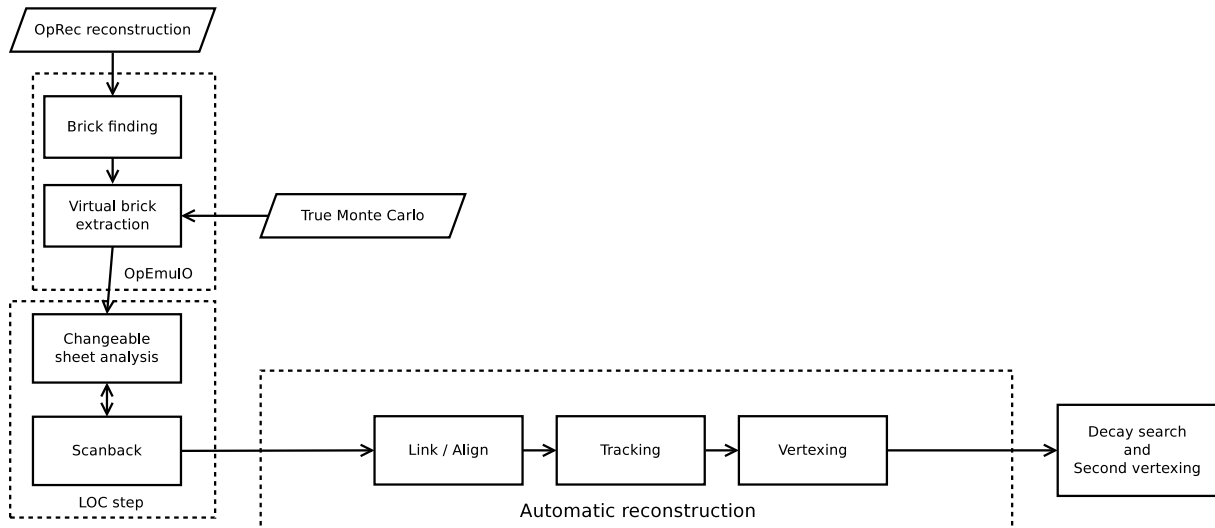 OpRec reconstruction
Brick finding
Virtual brick
extraction
True Monte Carlo
OpEmuIO
Changeable
sheet analysis
Scanback
LOC step
Link / Align
Tracking
Vertexing
Automatic reconstruction
Decay search
and
Second vertexing